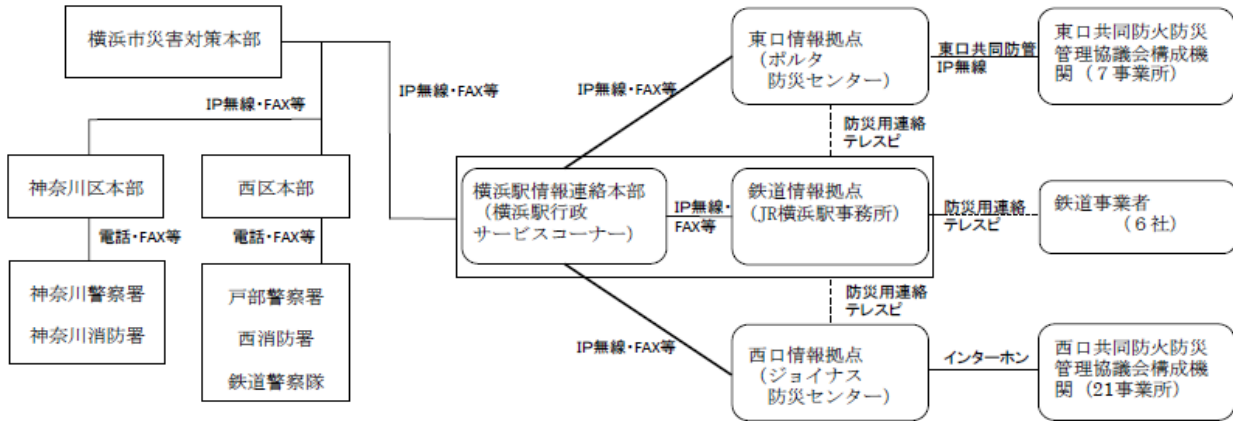 横浜市災害対策本部
IP無線・FAX等
神奈川区本部
西区本部
電話・FAX等
電話・FAX等
神奈川警察署
神奈川消防署
戸部警察署
西消防署
鉄道警察隊
IP無線・FAX等
横浜駅情報連絡本部
(横浜駅行政
サービスコーナー)
IP無線・FAX等
IP無線・
FAX等
IP無線・FAX等
東口情報拠点
(ポルタ
防災センター)
東口共同防管
IP無線
東口共同防火防災
管理協議会構成機
関(7事業所)
防災用連絡
テレスピ
鉄道情報拠点
(JR横浜駅事務所)
防災用連絡
テレスピ
鉄道事業者
(6社)
防災用連絡
テレスピ
西口情報拠点
(ジョイナス
防災センター)
インターホン
西口共同防火防災
管理協議会構成機
関(21事業所)